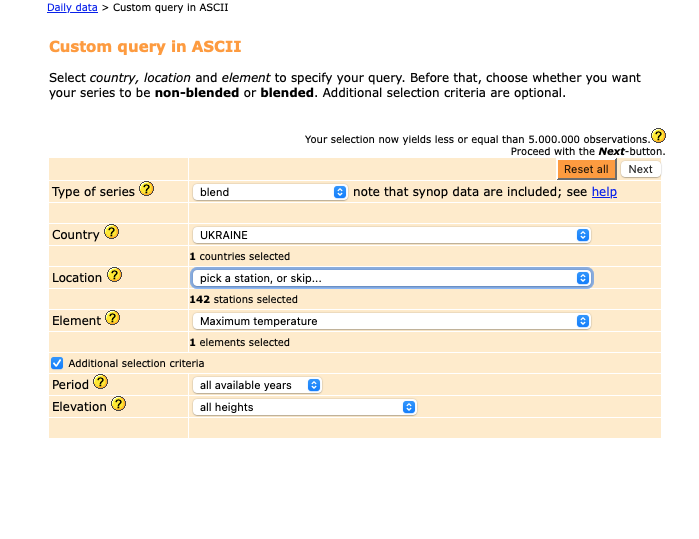 Daily data > Custom query in ASCII
Custom query in ASCII
Select country, location and element to specify your query. Before that, choose whether you want
your series to be non-blended or blended. Additional selection criteria are optional.
Your selection now yields less or equal than 5.000.000 observations. ?
Proceed with the Next-button.
Reset all Next
Type of series ? blend note that synop data are included; see help
Country ? UKRAINE
1 countries selected
Location ? pick a station, or skip...
142 stations selected
Element ? Maximum temperature
1 elements selected
Additional selection criteria
Period ? all available years
Elevation ? all heights